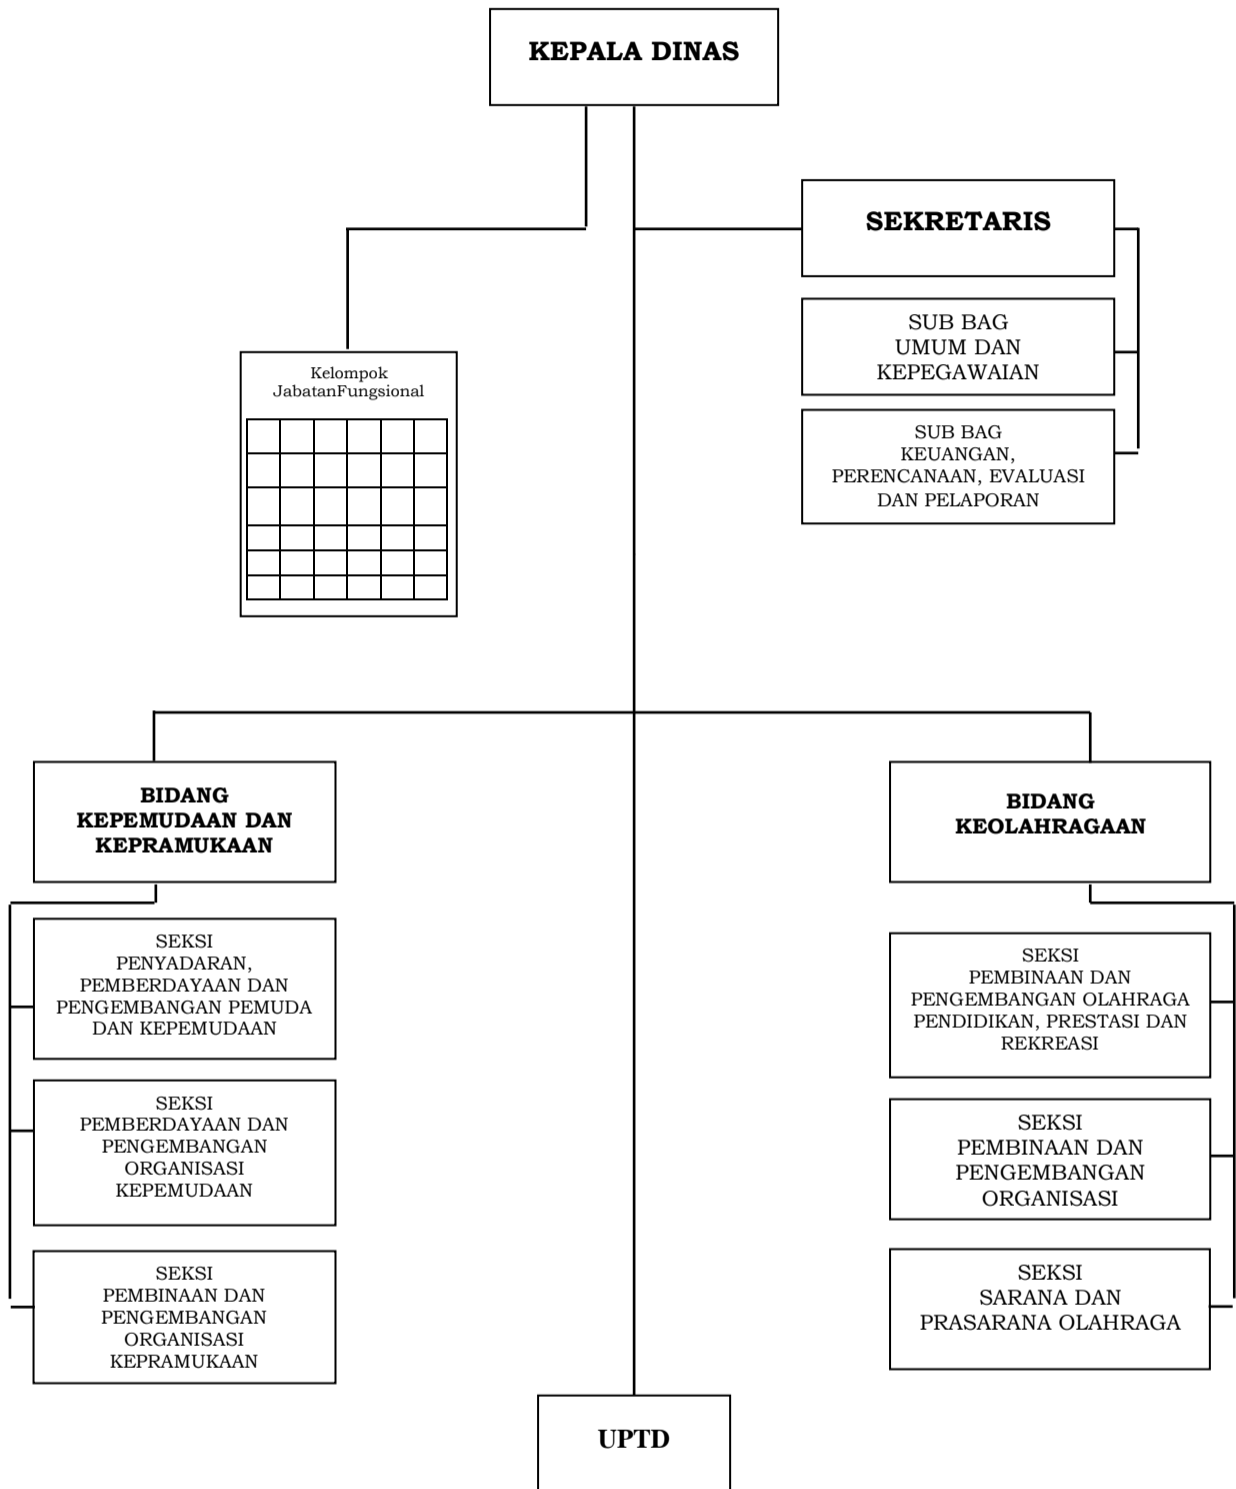 KEPALA DINAS
SEKRETARIS
SUB BAG
UMUM DAN
KEPEGAWAIAN
SUB BAG
KEUANGAN,
PERENCANAAN, EVALUASI
DAN PELAPORAN
Kelompok
JabatanFungsional
BIDANG
KEPEMUDAAN DAN
KEPRAMUKAAN
SEKSI
PENYADARAN,
PEMBERDAYAAN DAN
PENGEMBANGAN PEMUDA
DAN KEPEMUDAAN
SEKSI
PEMBERDAYAAN DAN
PENGEMBANGAN
ORGANISASI
KEPEMUDAAN
SEKSI
PEMBINAAN DAN
PENGEMBANGAN
ORGANISASI
KEPRAMUKAAN
BIDANG
KEOLAHRAGAAN
SEKSI
PEMBINAAN DAN
PENGEMBANGAN OLAHRAGA
PENDIDIKAN, PRESTASI DAN
REKREASI
SEKSI
PEMBINAAN DAN
PENGEMBANGAN
ORGANISASI
SEKSI
SARANA DAN
PRASARANA OLAHRAGA
UPTD